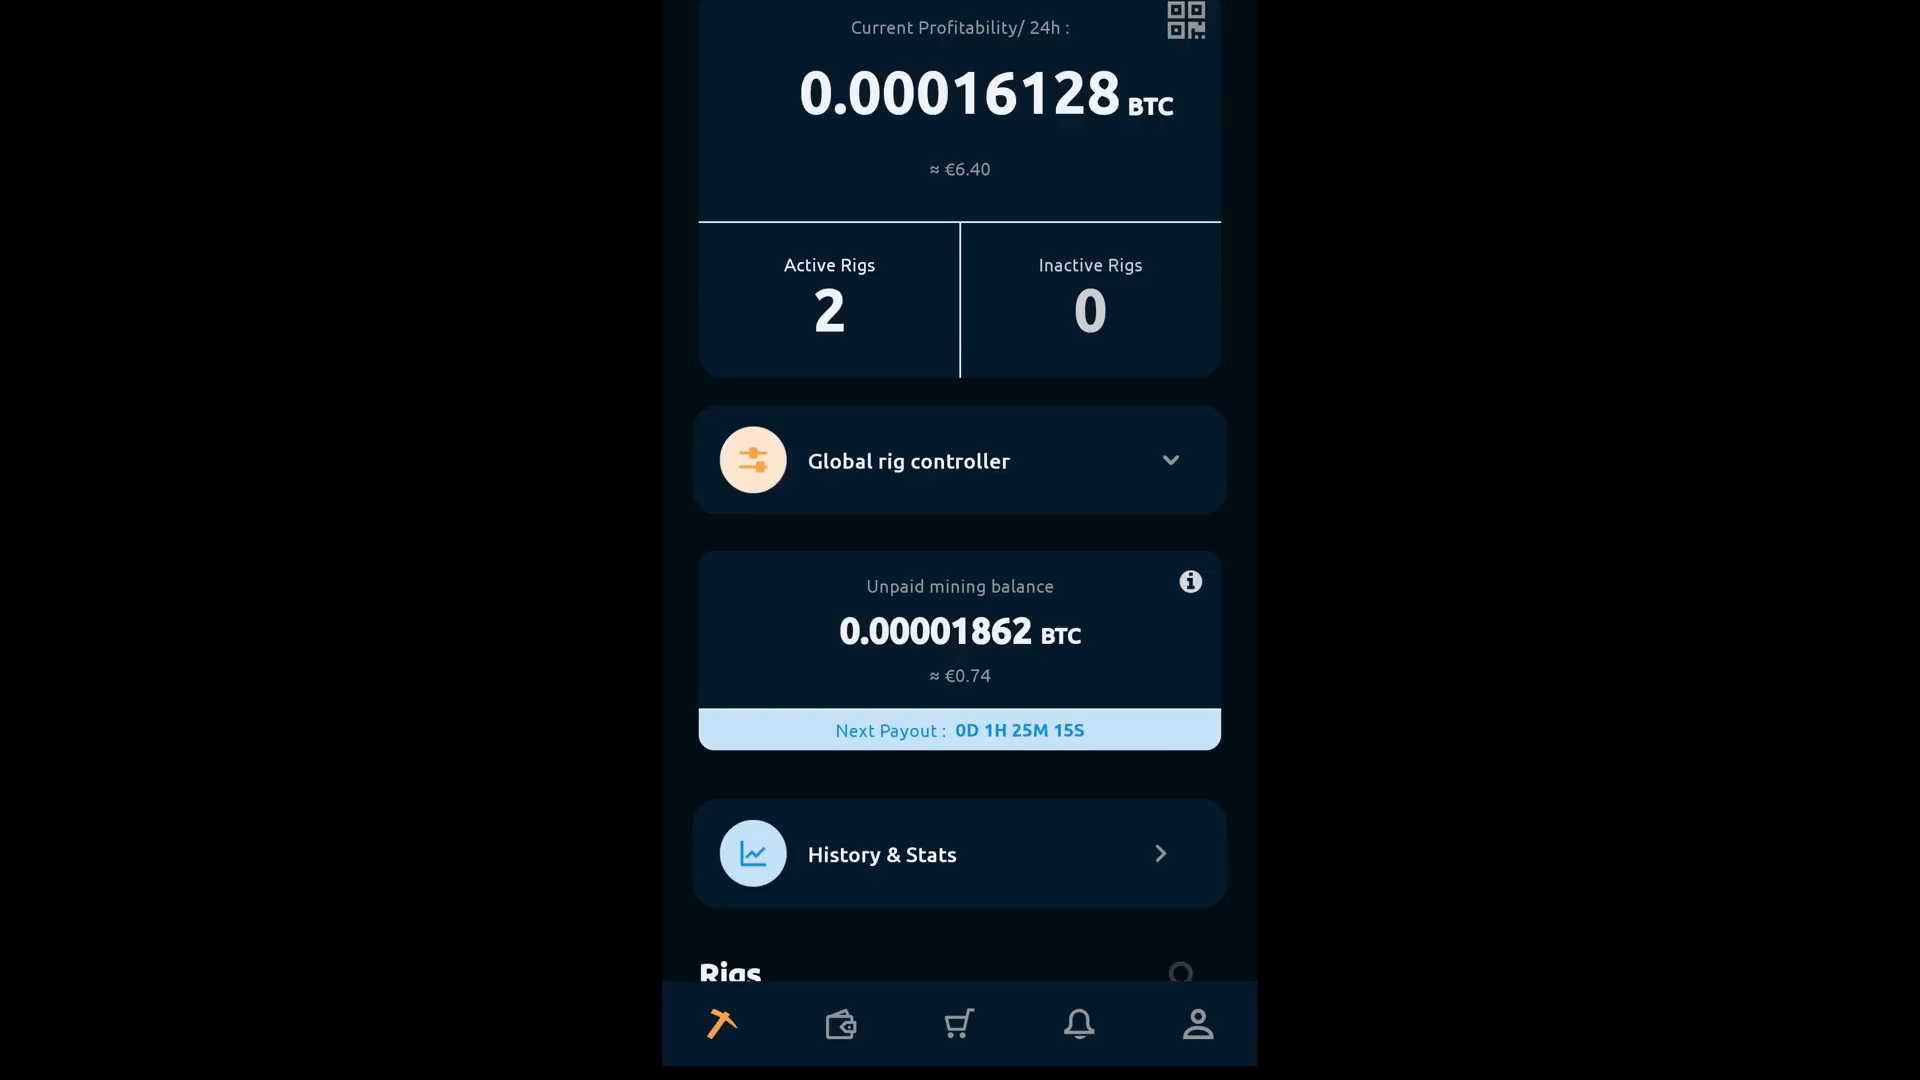 Current Profitability/ 24h :
0.00016128 BTC
≈ €6.40
Active Rigs
2
Inactive Rigs
0
Global rig controller
Unpaid mining balance
0.00001862 BTC
≈ €0.74
Next Payout : 0D 1H 25M 15S
History & Stats
Rigs